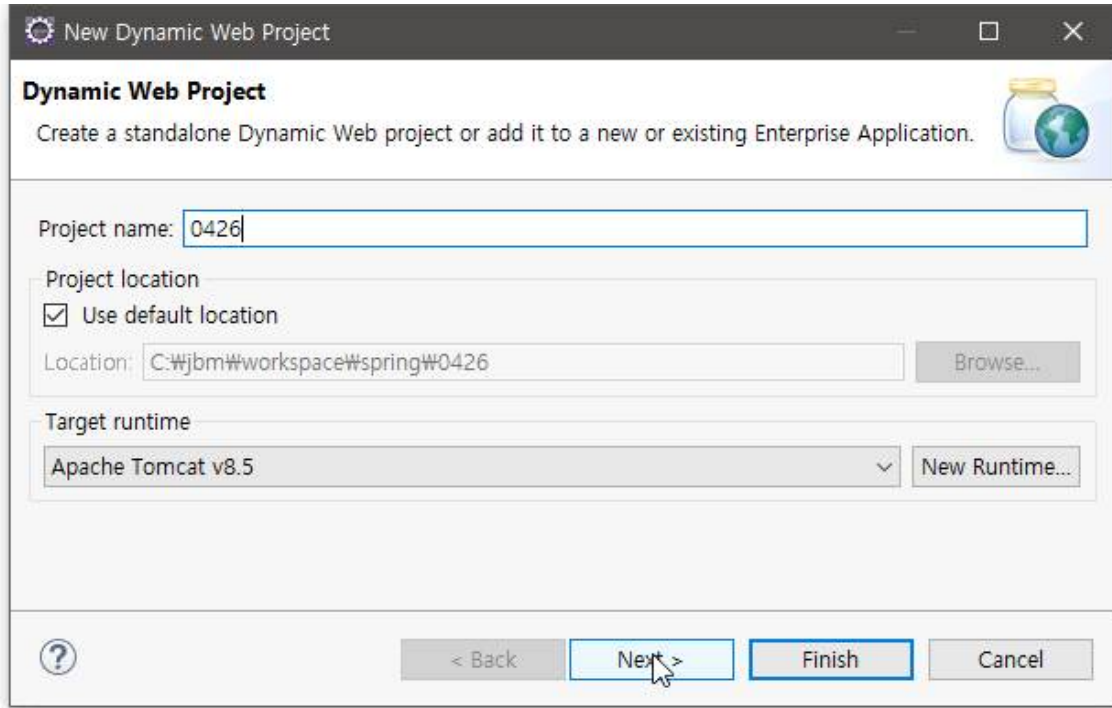 New Dynamic Web Project
Dynamic Web Project
Create a standalone Dynamic Web project or add it to a new or existing Enterprise Application.
Project name: 0426
Project location
Use default location
Location: C:₩jbm₩workspace₩spring₩0426 Browse...
Target runtime
Apache Tomcat v8.5 New Runtime...
? < Back Next > Finish Cancel